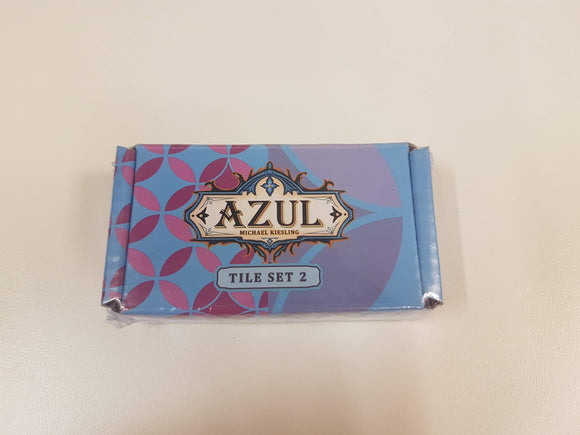 AZUL
MICHAEL KIESLING
TILE SET 2